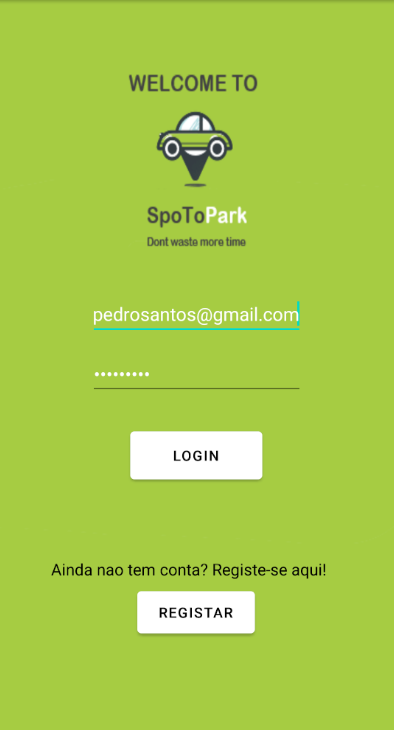 WELCOME TO
SpoToPark
Dont waste more time
pedrosantos@gmail.com
•••••••••
LOGIN
Ainda nao tem conta? Registe-se aqui!
REGISTAR